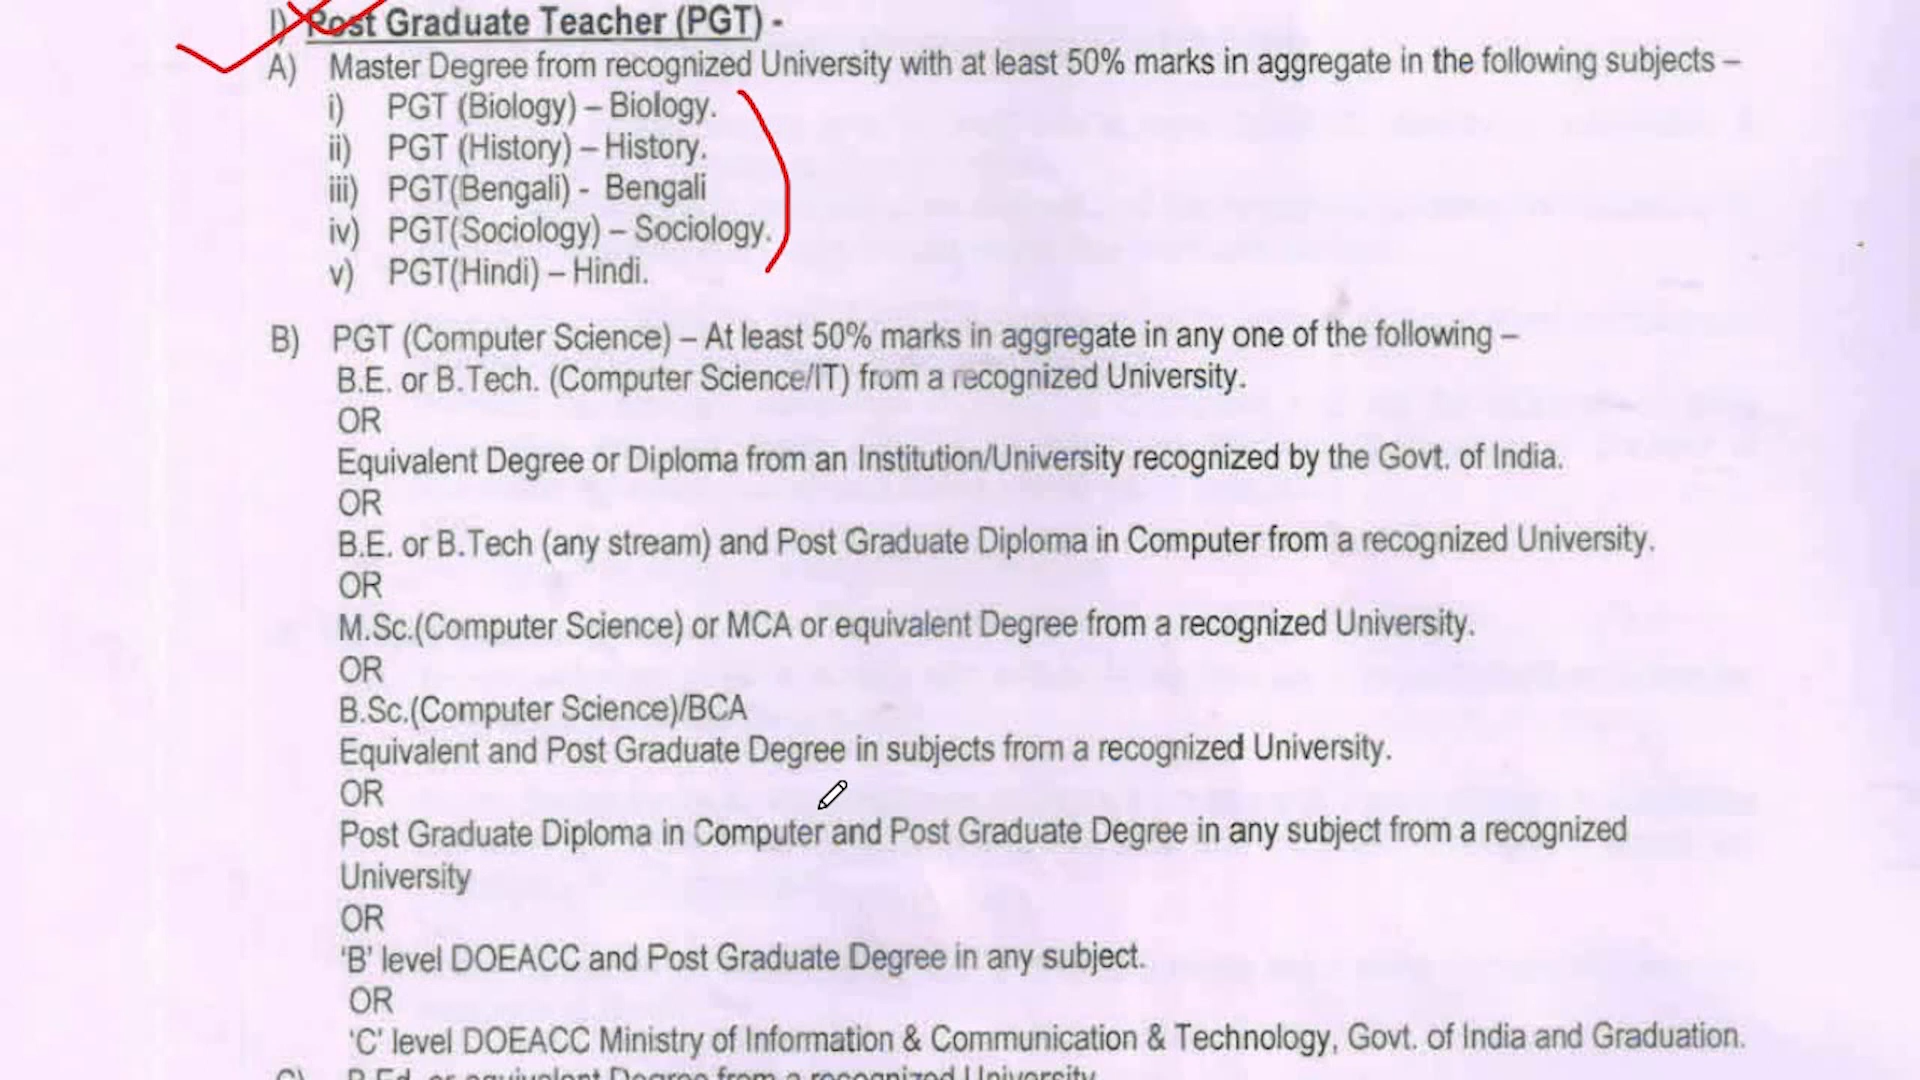 I) Post Graduate Teacher (PGT) -
A) Master Degree from recognized University with at least 50% marks in aggregate in the following subjects –
i) PGT (Biology) – Biology.
ii) PGT (History) – History.
iii) PGT(Bengali) - Bengali
iv) PGT(Sociology) – Sociology.
v) PGT(Hindi) – Hindi.
B) PGT (Computer Science) – At least 50% marks in aggregate in any one of the following –
B.E. or B.Tech. (Computer Science/IT) from a recognized University.
OR
Equivalent Degree or Diploma from an Institution/University recognized by the Govt. of India.
OR
B.E. or B.Tech (any stream) and Post Graduate Diploma in Computer from a recognized University.
OR
M.Sc.(Computer Science) or MCA or equivalent Degree from a recognized University.
OR
B.Sc.(Computer Science)/BCA
Equivalent and Post Graduate Degree in subjects from a recognized University.
OR
Post Graduate Diploma in Computer and Post Graduate Degree in any subject from a recognized
University
OR
'B' level DOEACC and Post Graduate Degree in any subject.
OR
'C' level DOEACC Ministry of Information & Communication & Technology, Govt. of India and Graduation.
C) B.Ed. or equivalent Degree from a recognized University